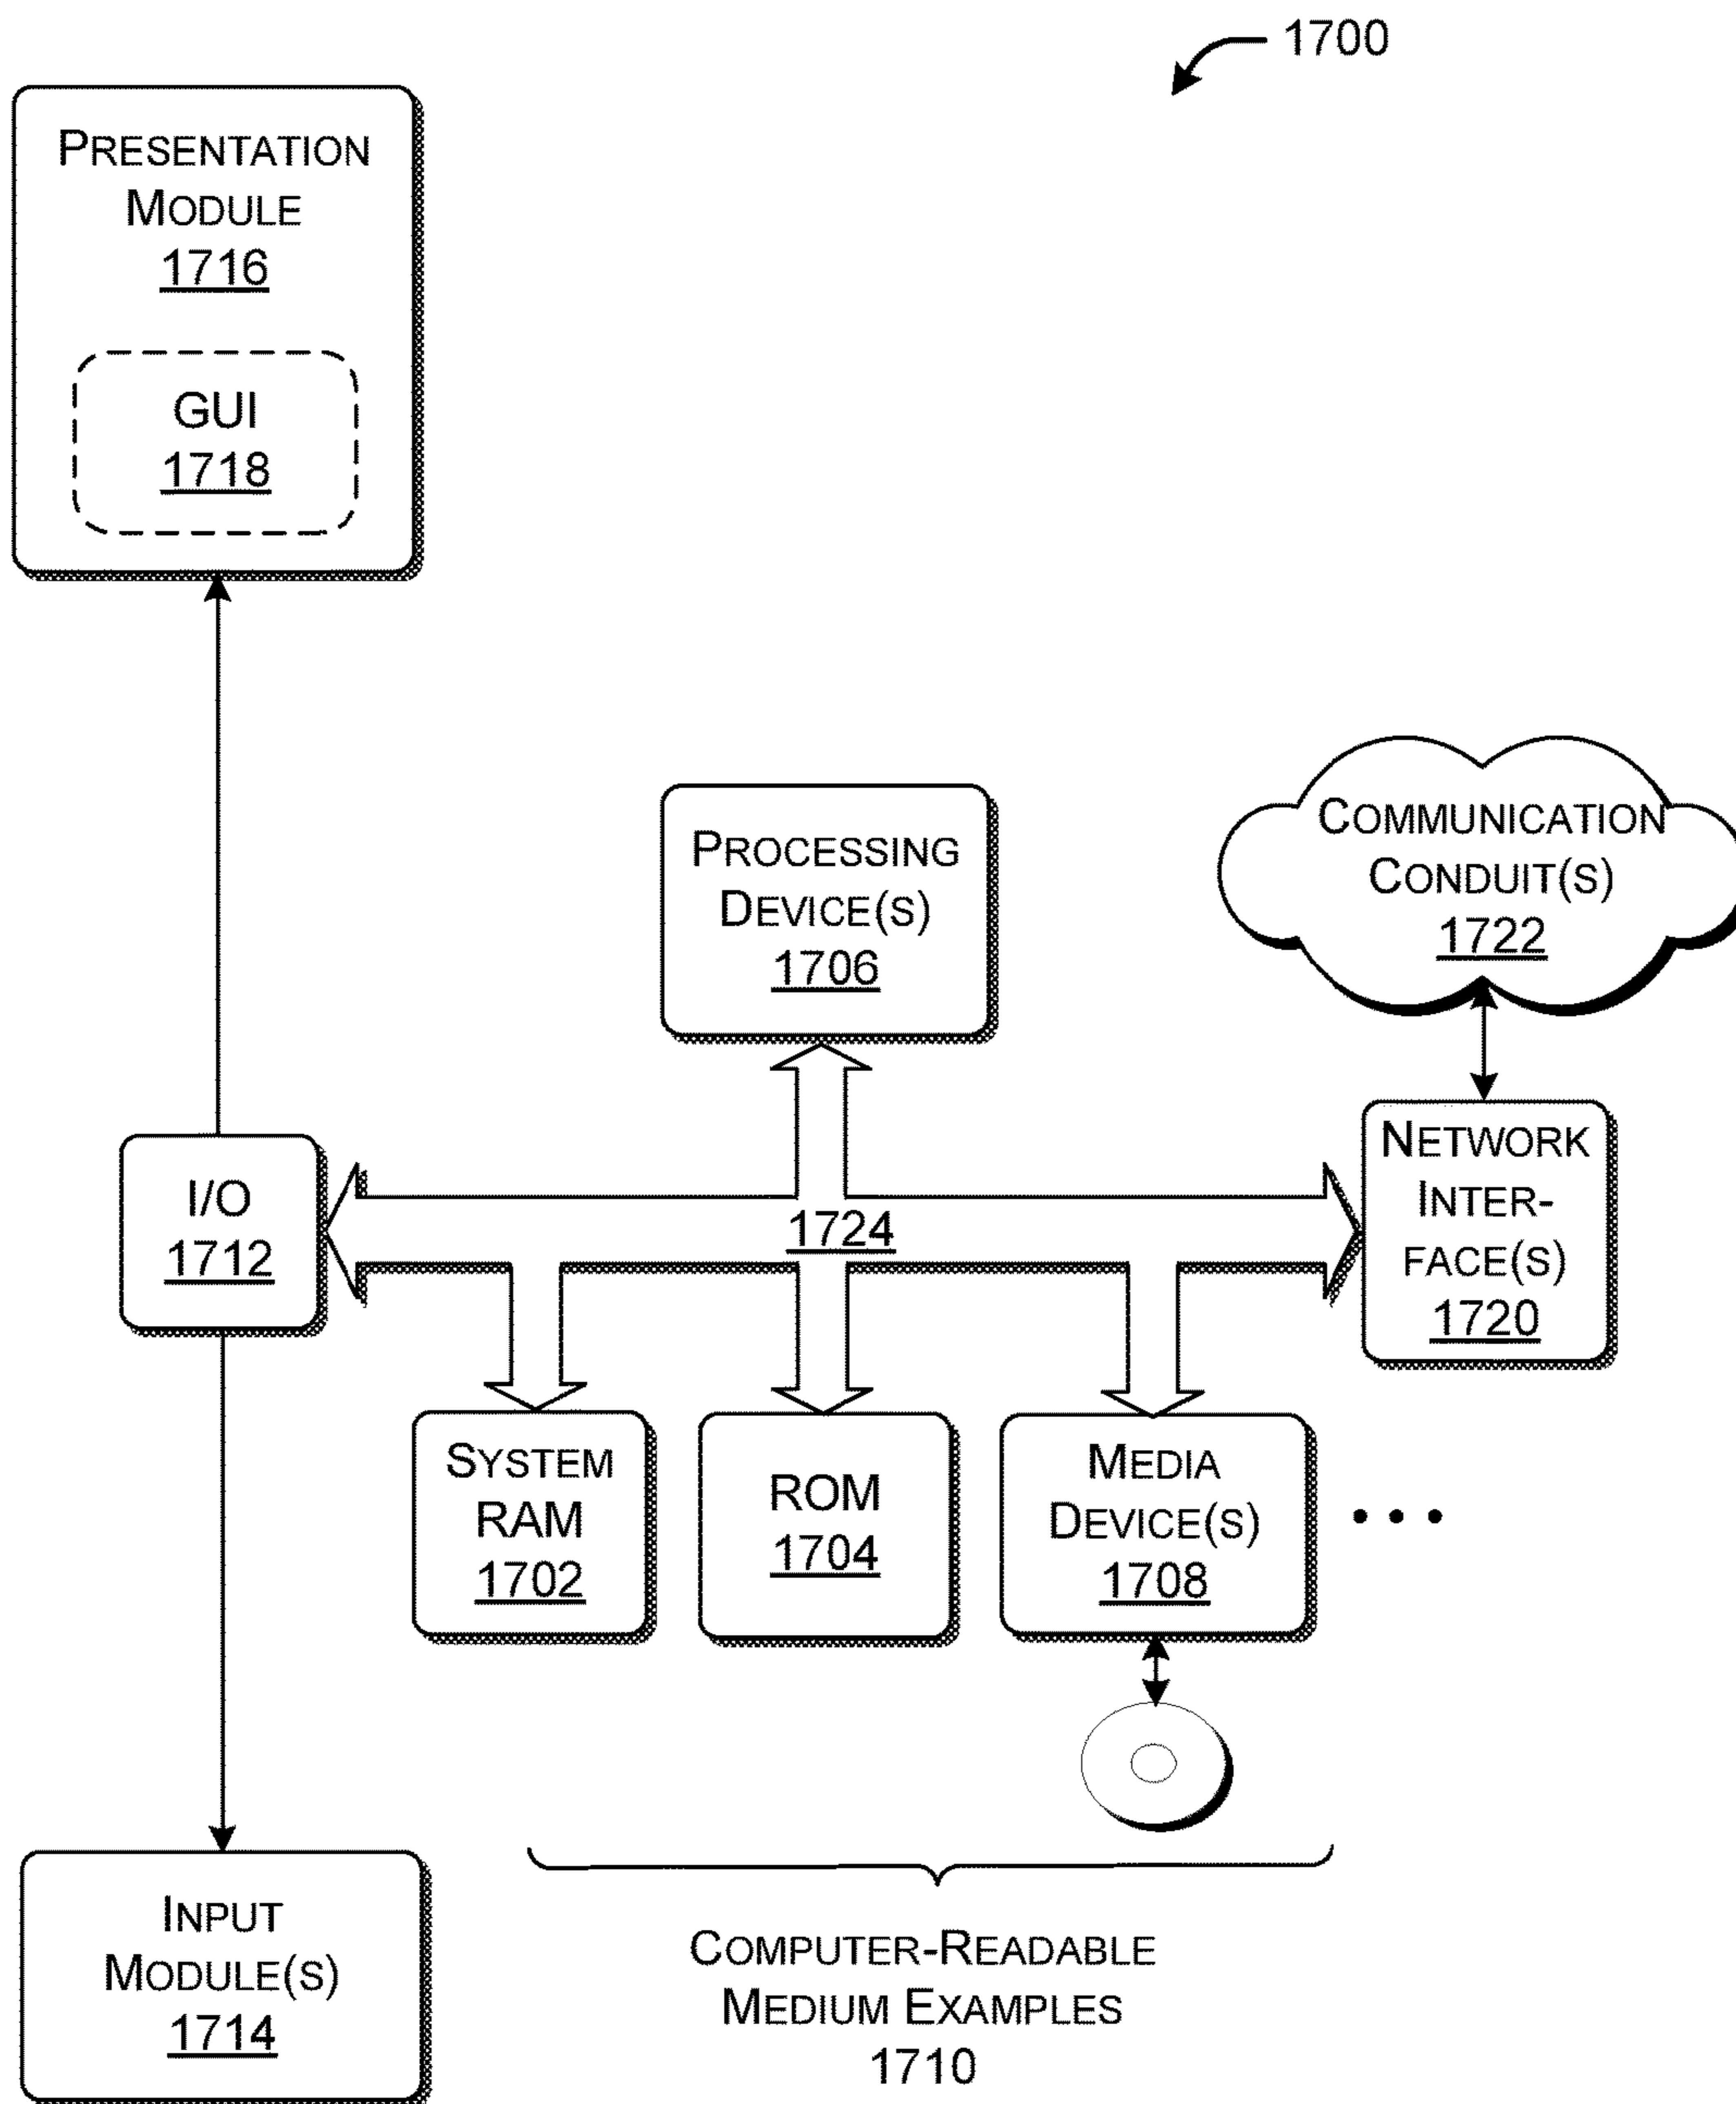 1700
PRESENTATION
MODULE
1716
GUI
1718
PROCESSING
DEVICE(S)
1706
COMMUNICATION
CONDUIT(S)
1722
I/O
1712
1724
NETWORK
INTER-
FACE(S)
1720
SYSTEM
RAM
1702
ROM
1704
MEDIA
DEVICE(S)
1708
INPUT
MODULE(S)
1714
COMPUTER-READABLE
MEDIUM EXAMPLES
1710